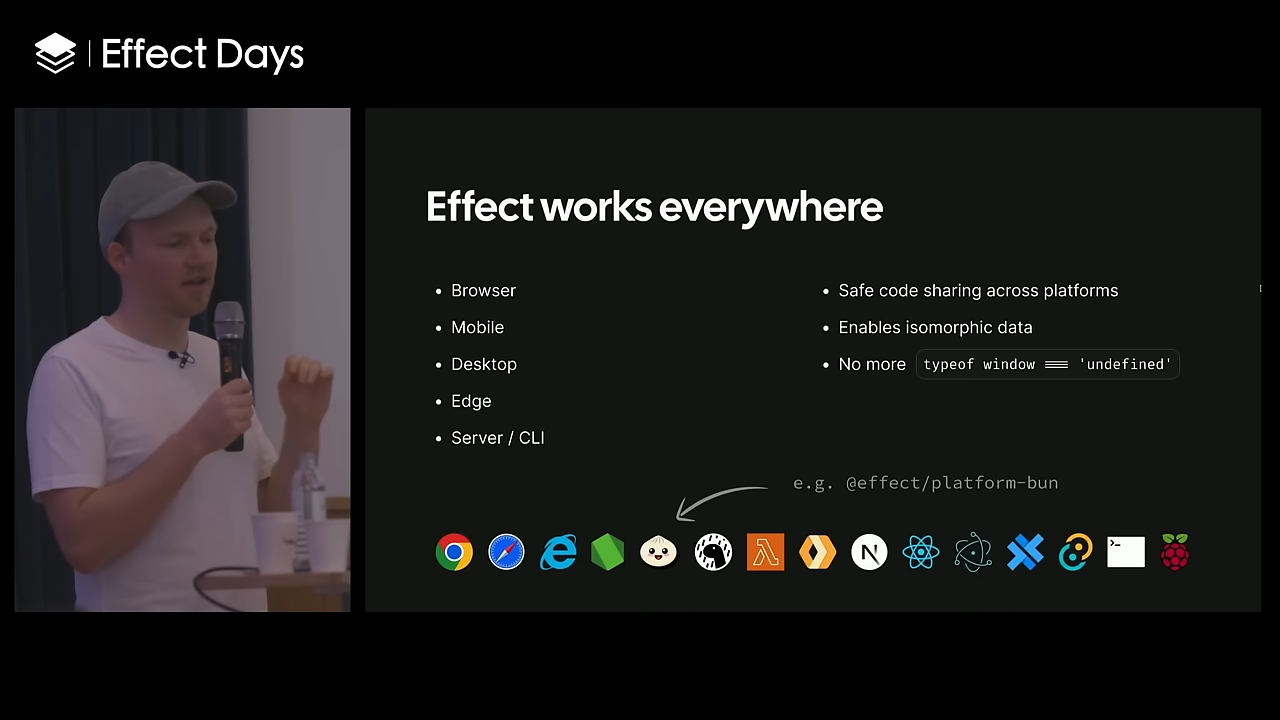 Effect Days
Effect works everywhere
Browser
Mobile
Desktop
Edge
Server / CLI
Safe code sharing across platforms
Enables isomorphic data
No more typeof window === 'undefined'
e.g. @effect/platform-bun
N
>-